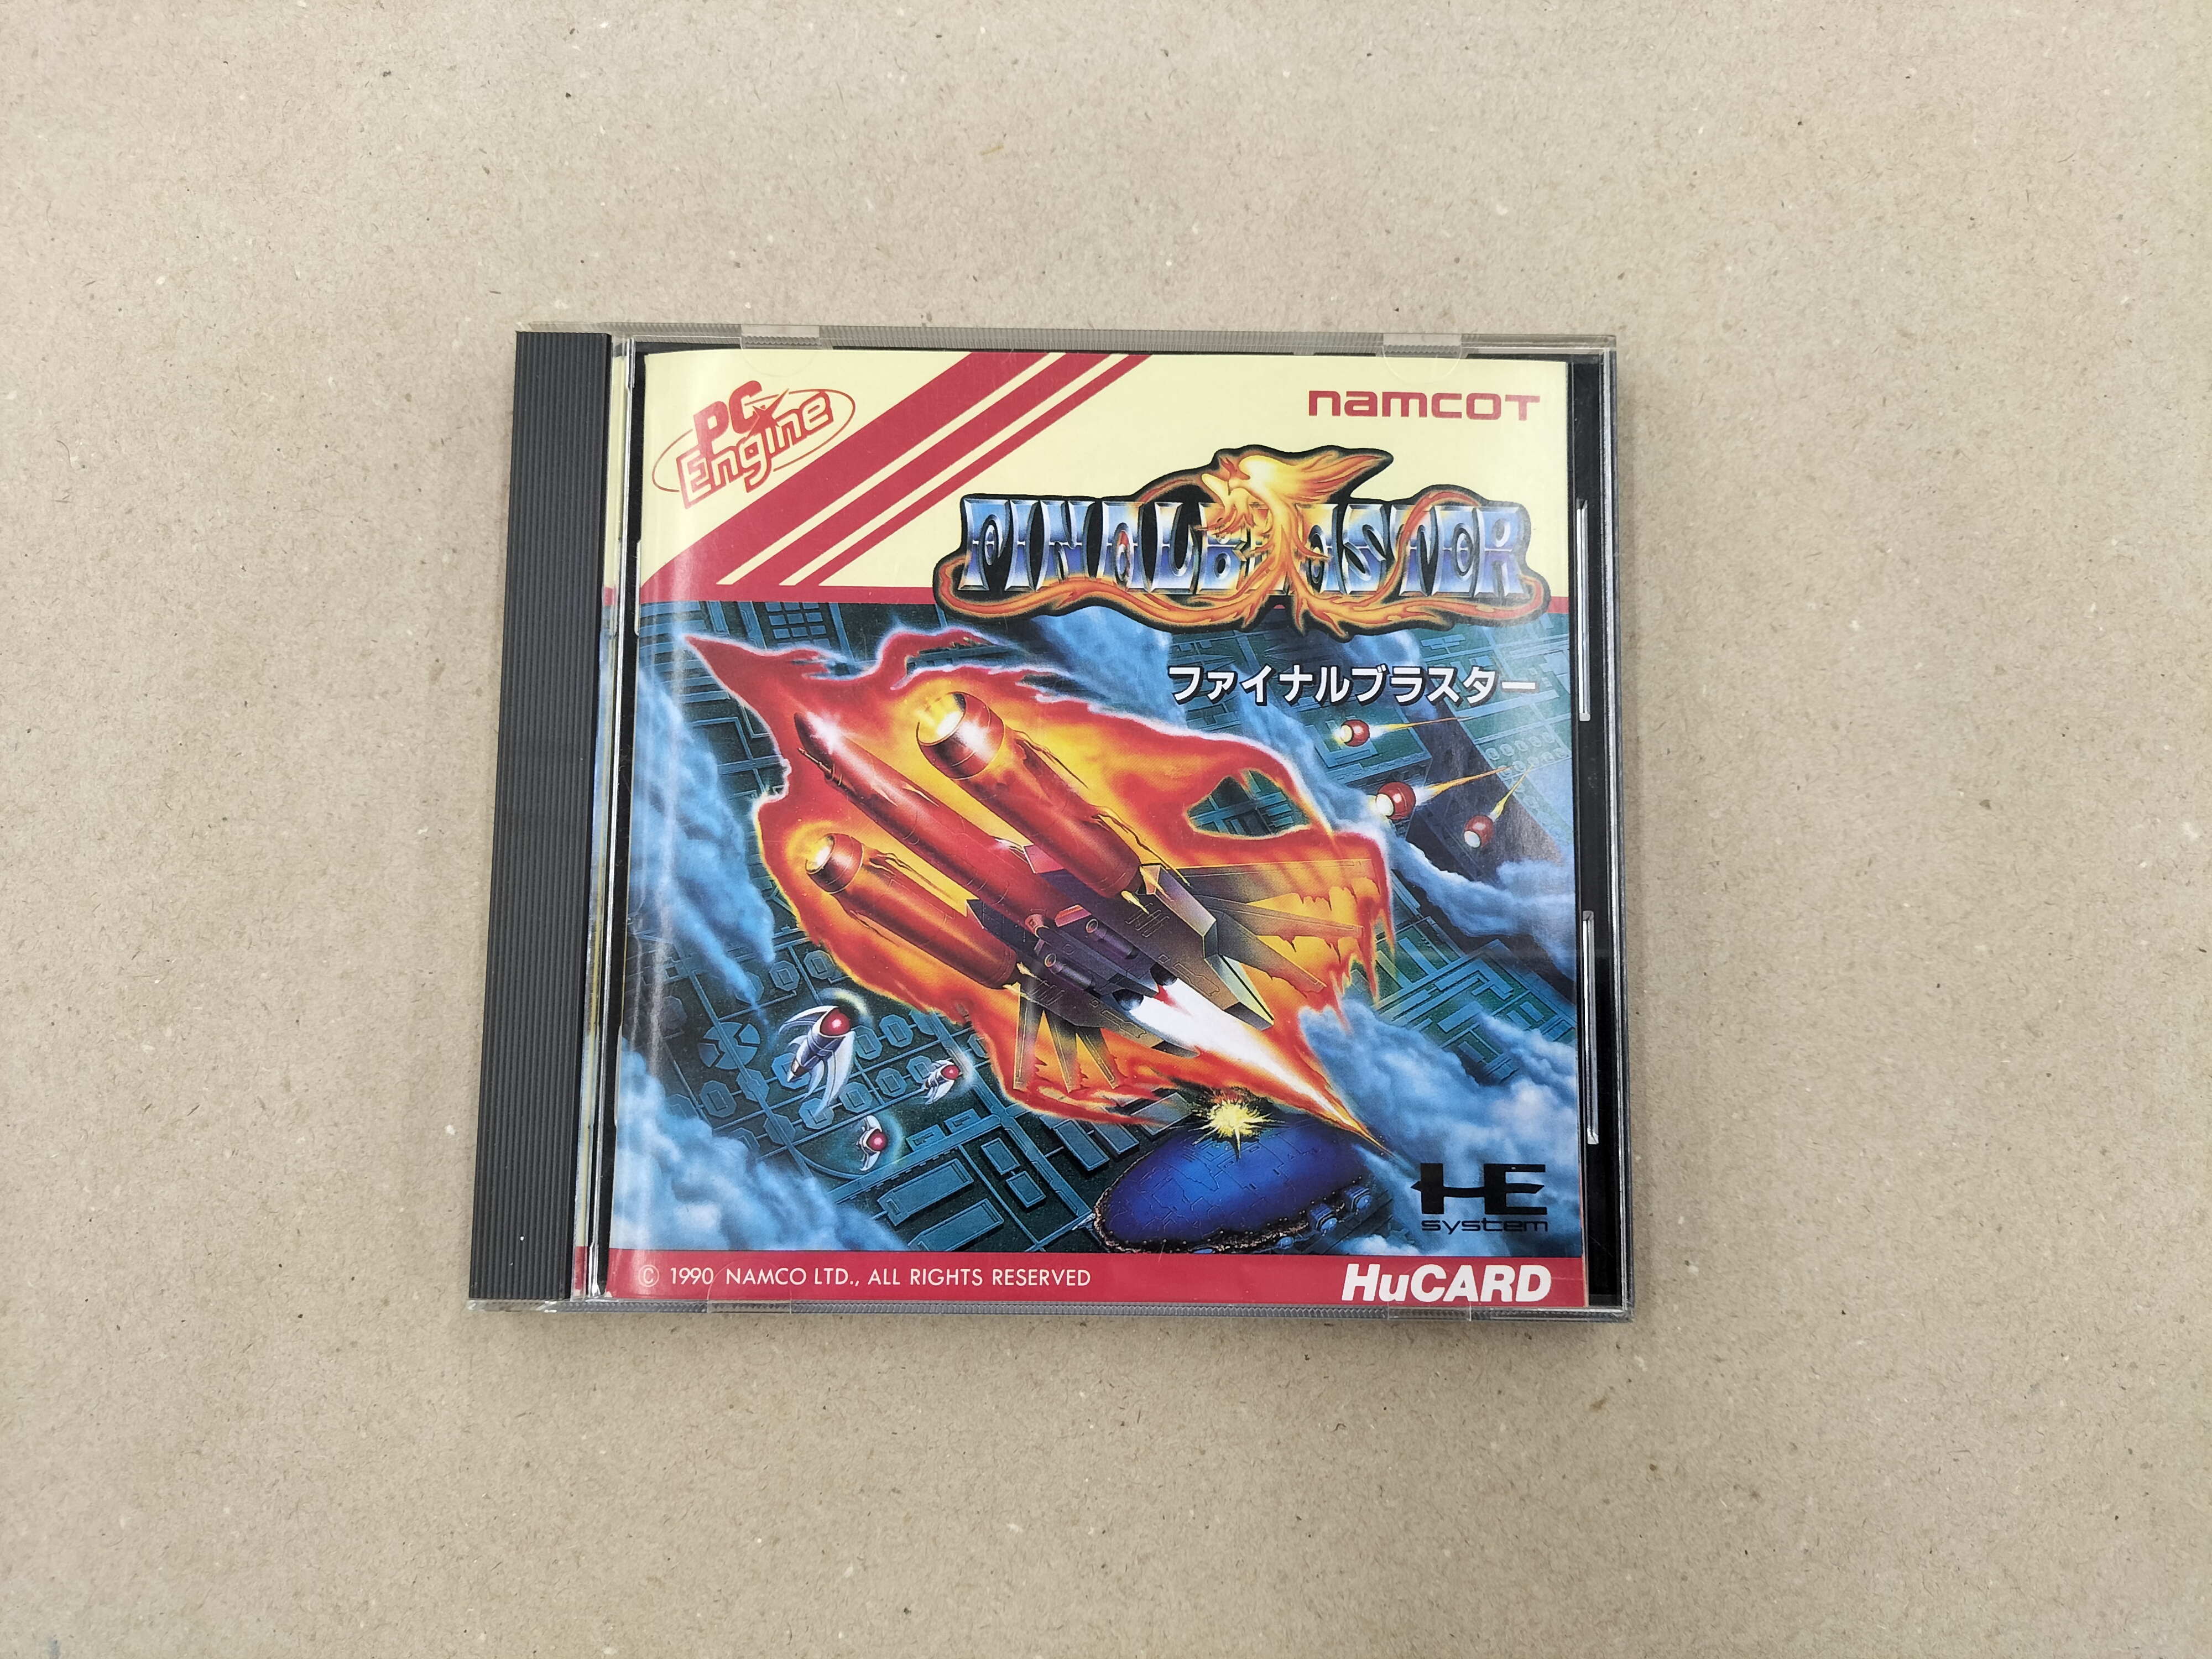 PC Engine
namcoT
FINAL BLASTER
ファイナルブラスター
HE
system
© 1990 NAMCO LTD., ALL RIGHTS RESERVED
HuCARD